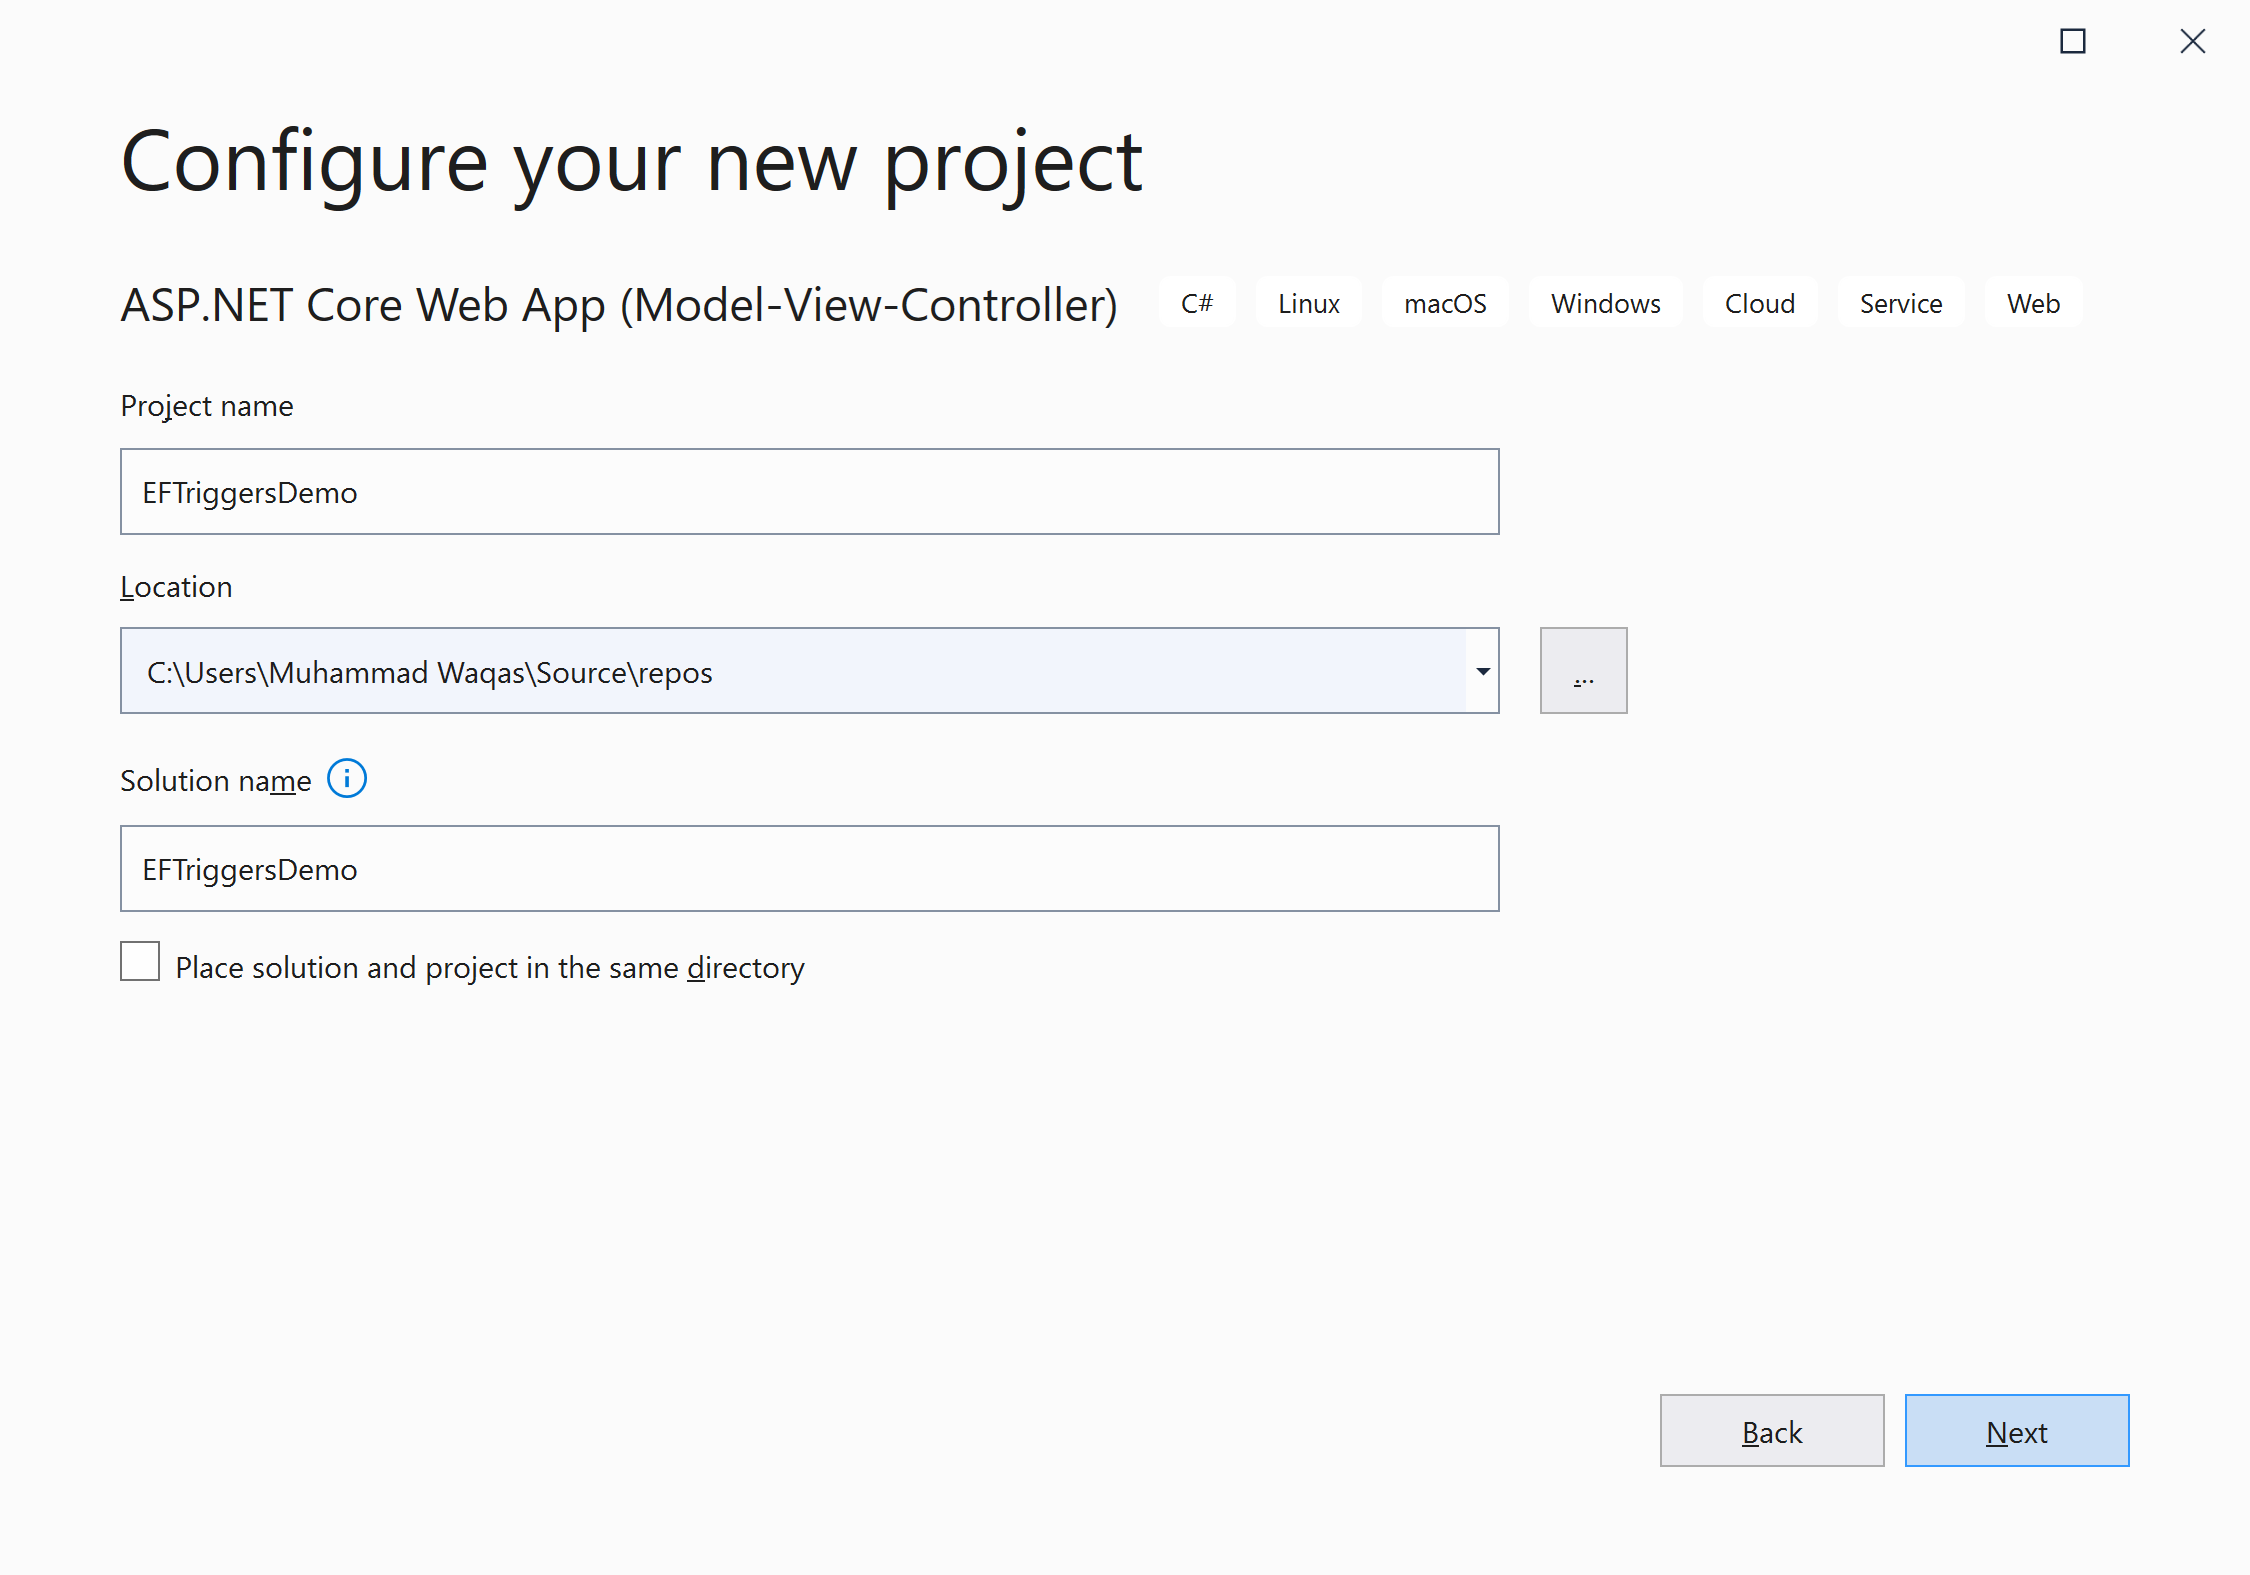 Configure your new project
ASP.NET Core Web App (Model-View-Controller) C# Linux macOS Windows Cloud Service Web
Project name
EFTriggersDemo
Location
C:\Users\Muhammad Waqas\Source\repos
...
Solution name
EFTriggersDemo
Place solution and project in the same directory
Back Next